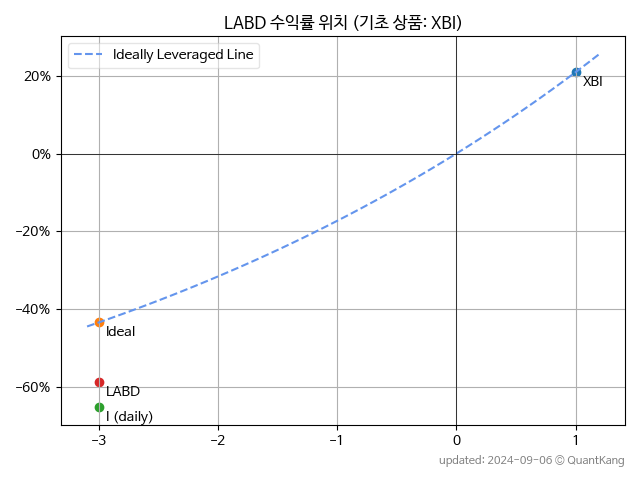 LABD 수익률 위치 (기초 상품: XBI)
Ideally Leveraged Line
20%
0%
−20%
−40%
−60%
XBI
Ideal
LABD
I (daily)
−3
−2
−1
0
1
updated: 2024-09-06 © QuantKang